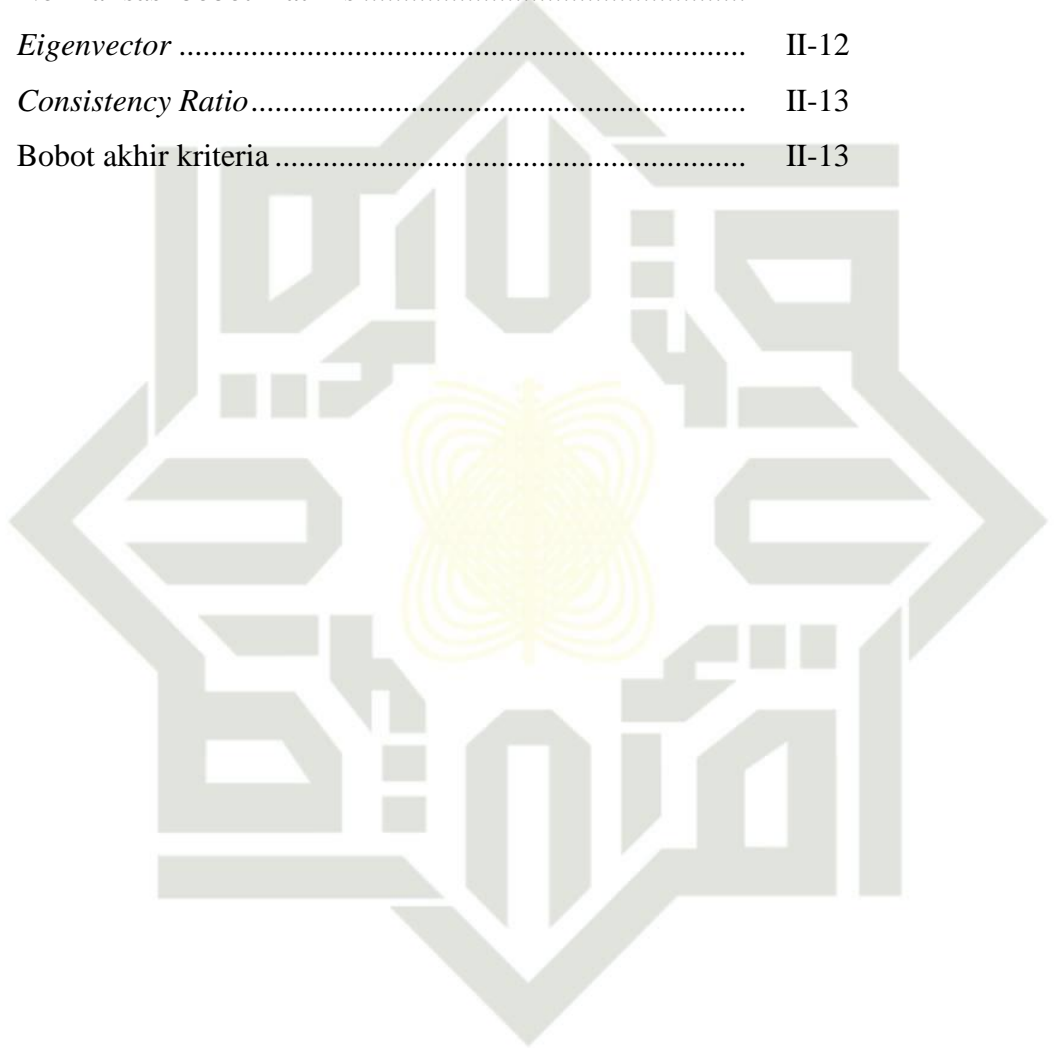 Eigenvector ................................................................... II-12
Consistency Ratio........................................................... II-13
Bobot akhir kriteria ......................................................... II-13